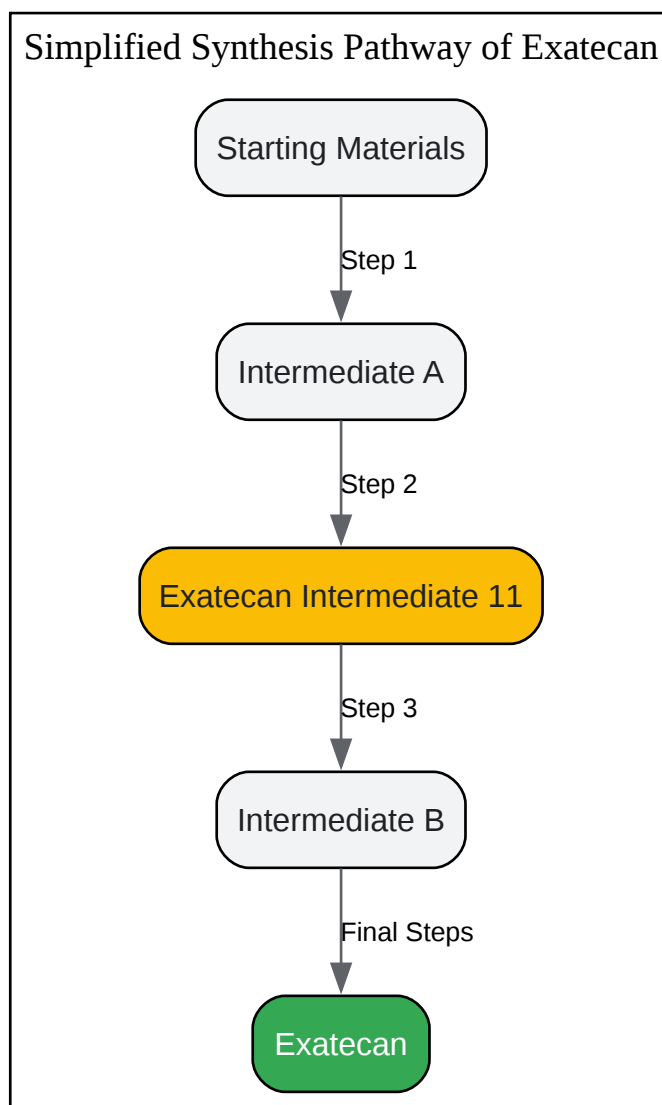 Simplified Synthesis Pathway of Exatecan
Starting Materials
Step 1
Intermediate A
Step 2
Exatecan Intermediate 11
Step 3
Intermediate B
Final Steps
Exatecan